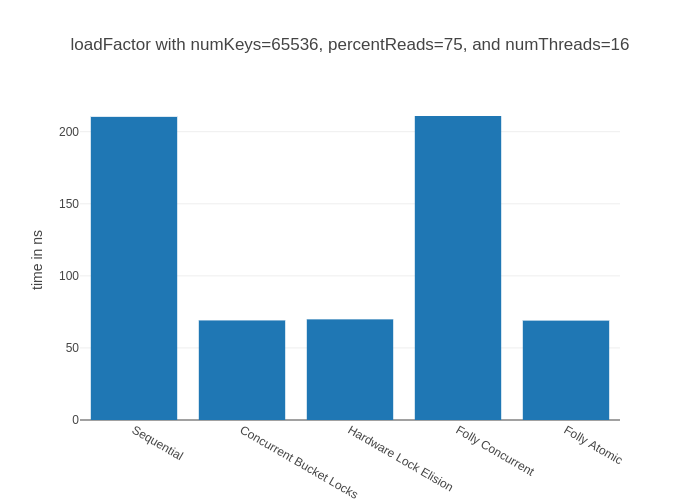 loadFactor with numKeys=65536, percentReads=75, and numThreads=16
time in ns
200
150
100
50
0
Sequential
Concurrent Bucket Locks
Hardware Lock Elision
Folly Concurrent
Folly Atomic